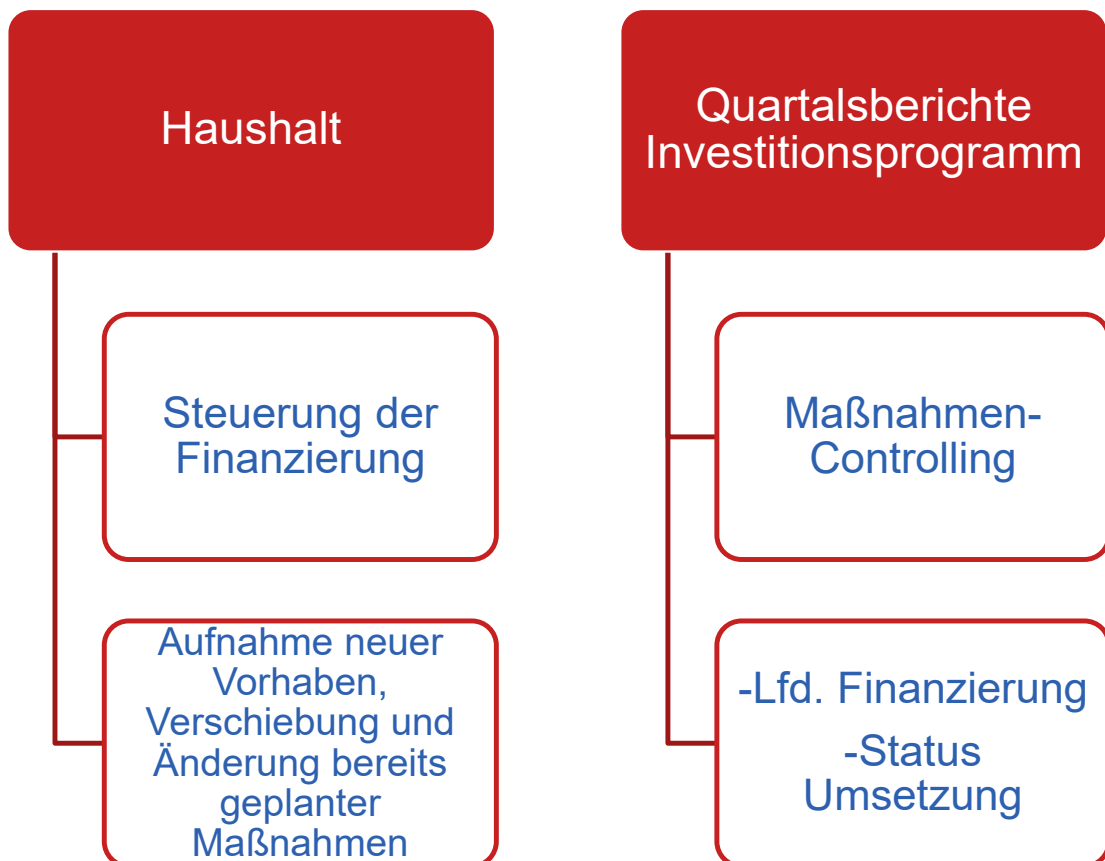 Haushalt
Steuerung der
Finanzierung
Aufnahme neuer
Vorhaben,
Verschiebung und
Änderung bereits
geplanter
Maßnahmen
Quartalsberichte
Investitionsprogramm
Maßnahmen-
Controlling
-Lfd. Finanzierung
-Status
Umsetzung